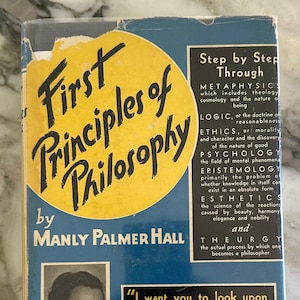 First
Principles of
Philosophy
by
MANLY PALMER HALL
Step by Step
Through
METAPHYSICS
which includes theology,
cosmology and the nature of
being
LOGIC, or the doctrine of
reasonableness
ETHICS, or morality,
character and the discovery
of the nature of good
PSYCHOLOGY
the field of mental phenomena
EPISTEMOLOGY
primarily the problem of
whether knowledge in itself can
exist in an absolute form
ESTHETICS
the science of the reactions
caused by beauty, harmony,
elegance and nobility
and
THEURGY
the actual process by which one
becomes a philosopher
"I want you to look upon